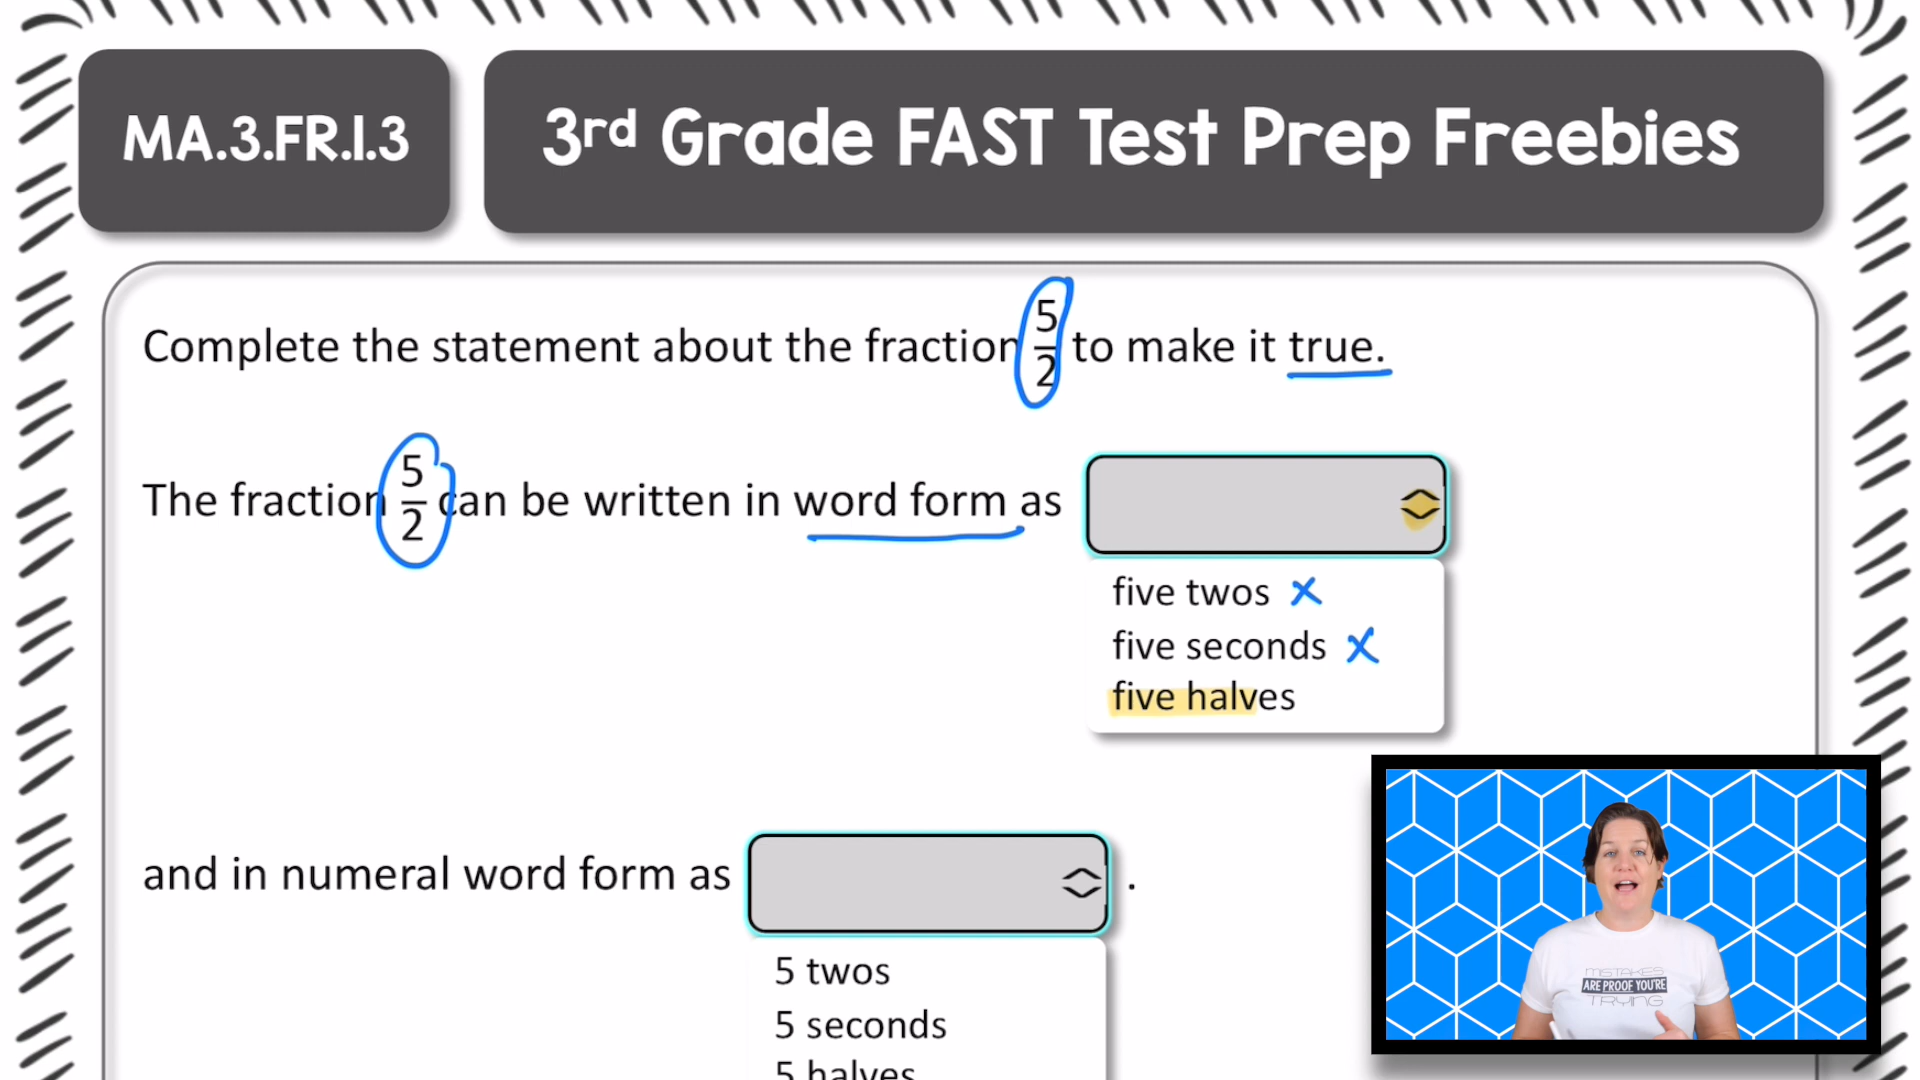 MA.3.FR.1.3
3rd Grade FAST Test Prep Freebies
Complete the statement about the fraction 5/2 to make it true.
The fraction 5/2 can be written in word form as
five twos X
five seconds X
five halves
and in numeral word form as .
5 twos
5 seconds
5 halves
MISTAKES
ARE PROOF YOU'RE
TRYING